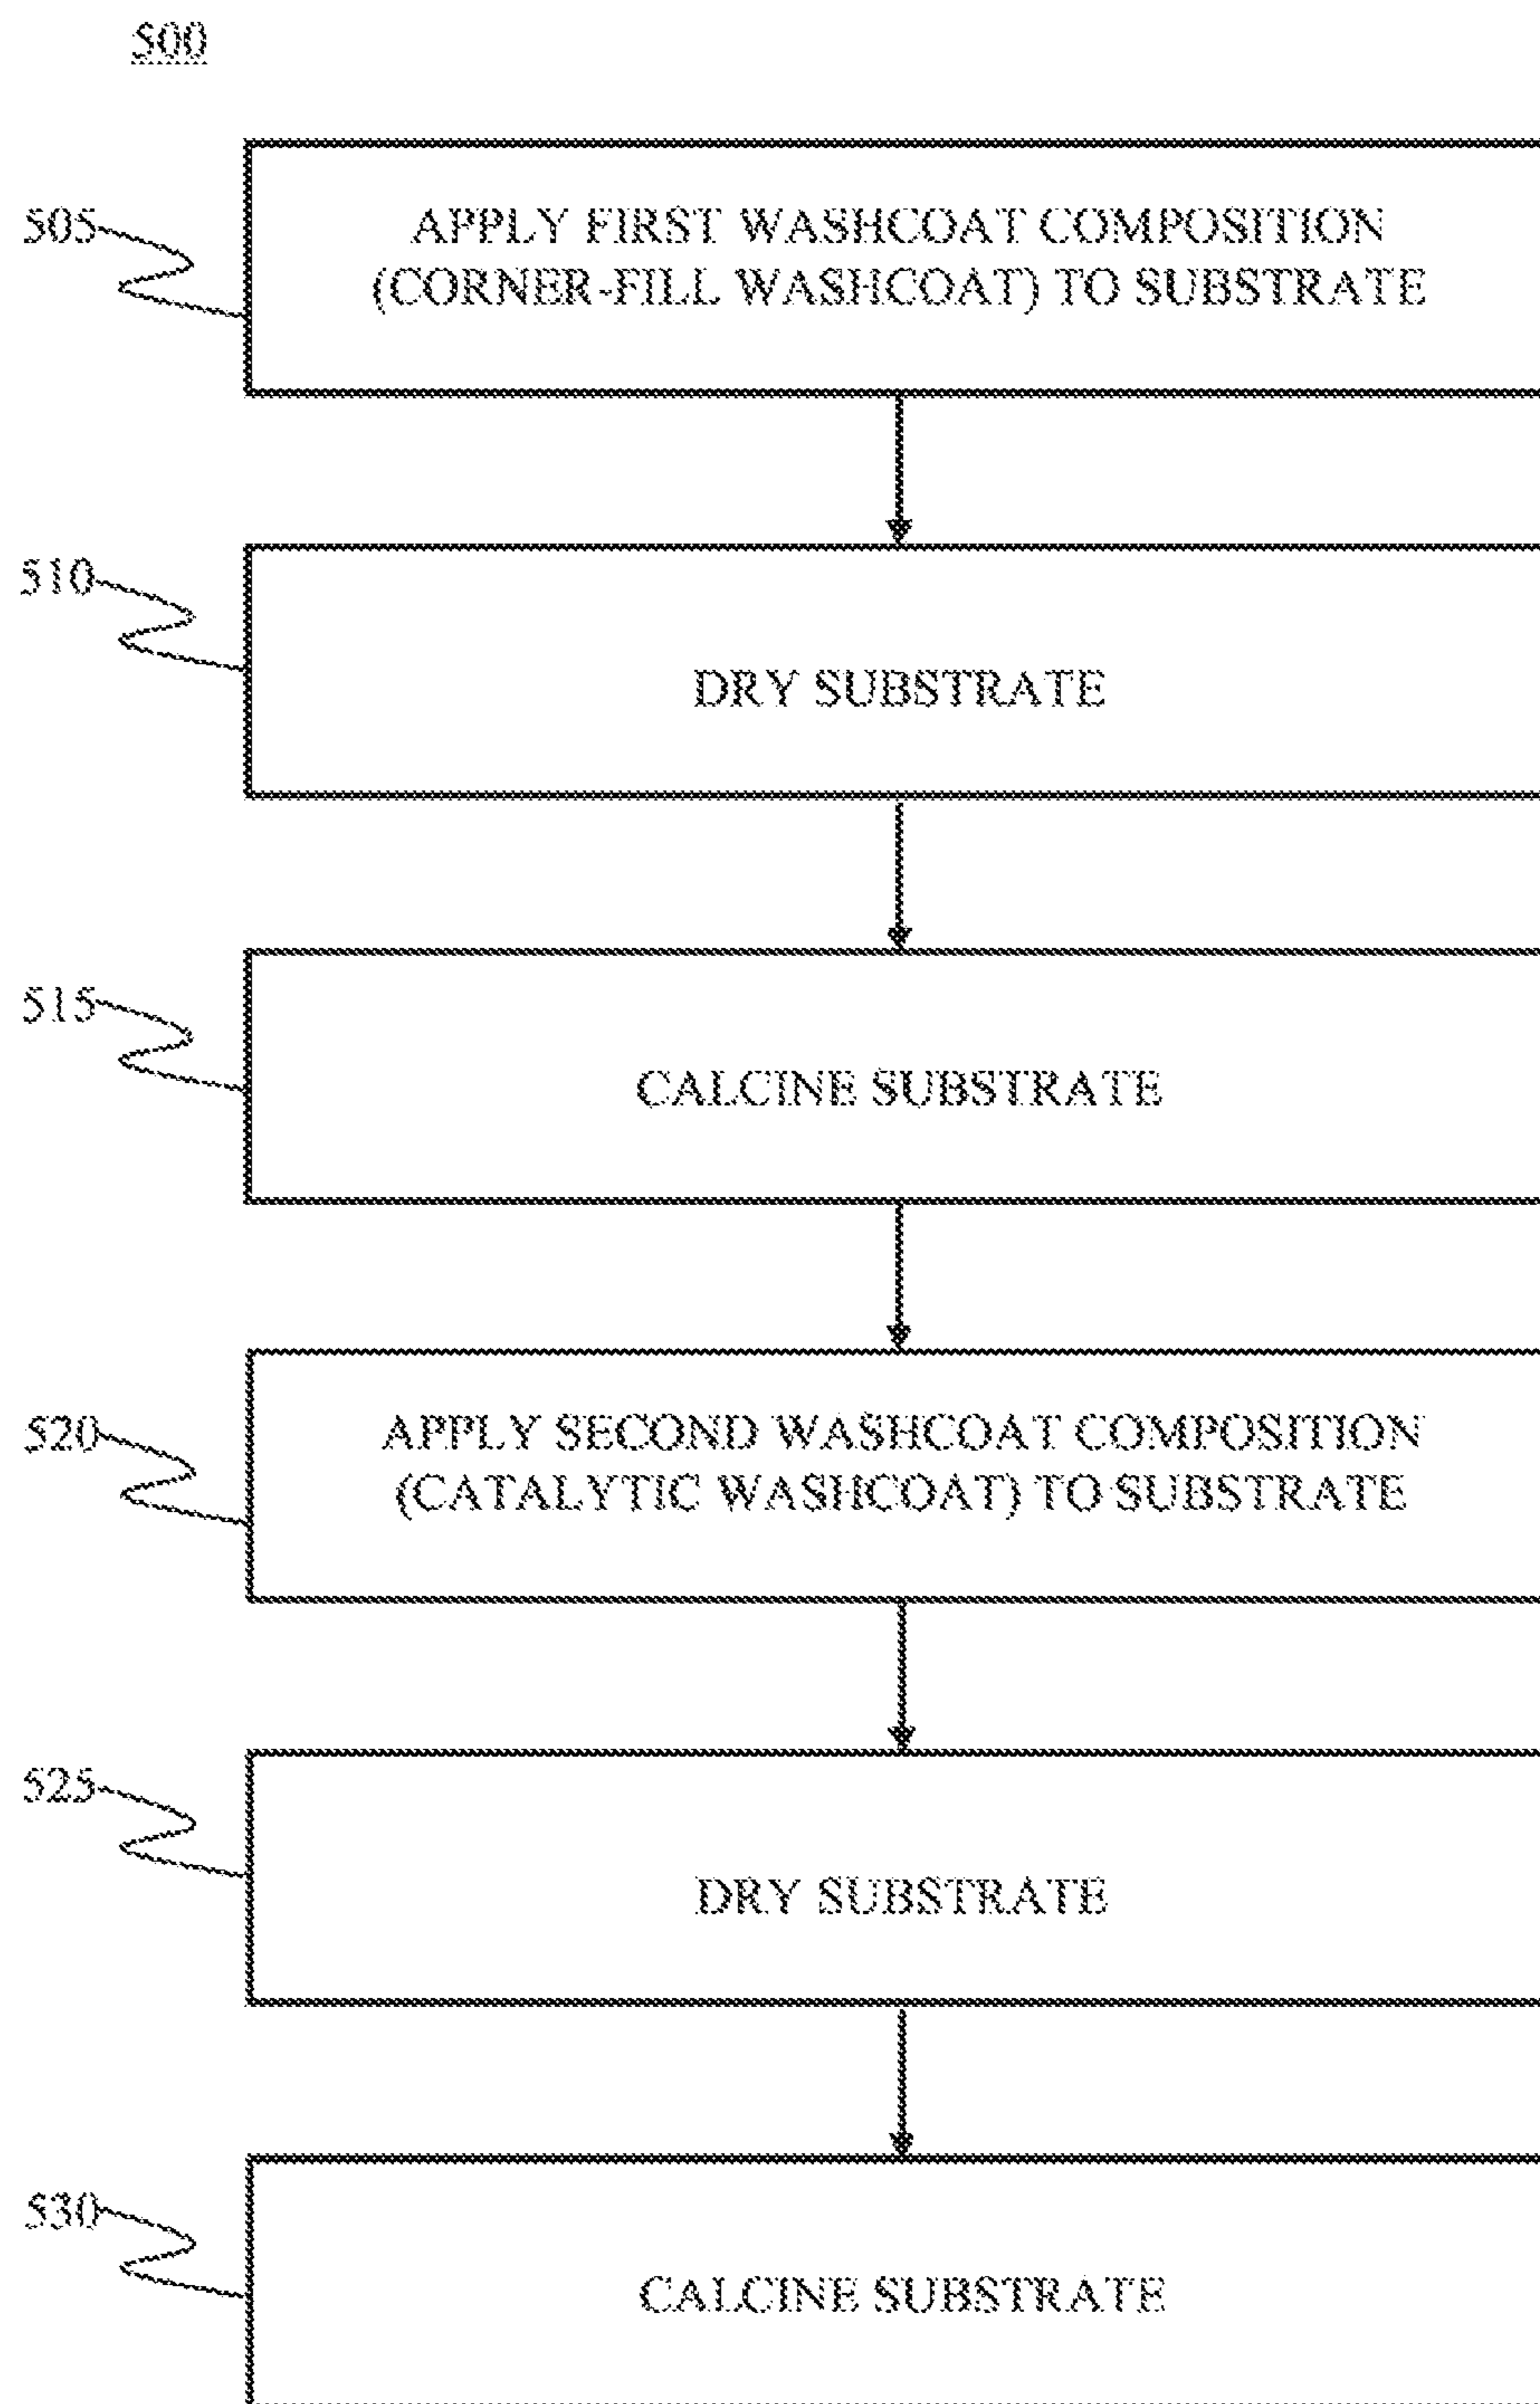 500
505
APPLY FIRST WASHCOAT COMPOSITION
(CORNER-FILL WASHCOAT) TO SUBSTRATE
510
DRY SUBSTRATE
515
CALCINE SUBSTRATE
520
APPLY SECOND WASHCOAT COMPOSITION
(CATALYTIC WASHCOAT) TO SUBSTRATE
525
DRY SUBSTRATE
530
CALCINE SUBSTRATE